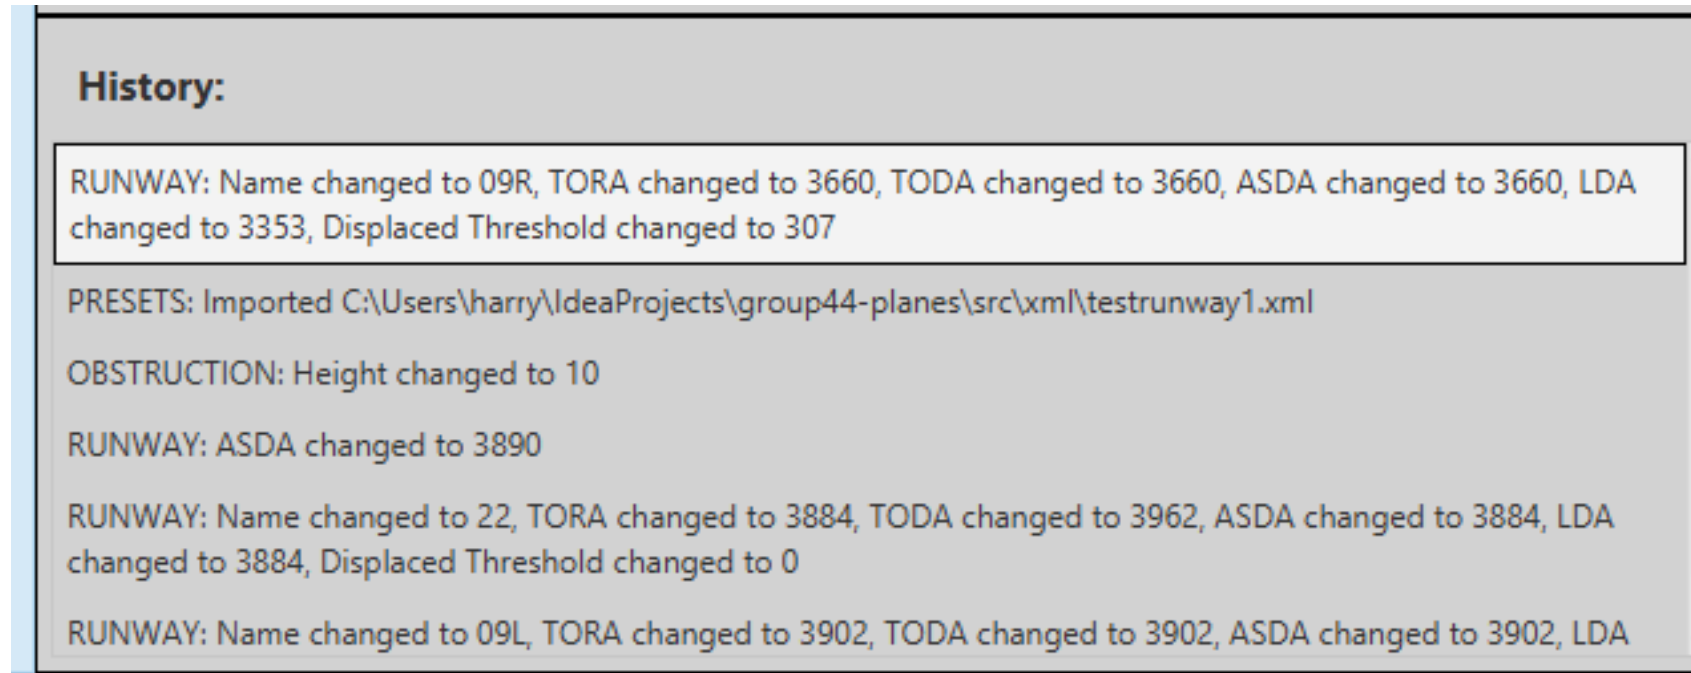 History:
RUNWAY: Name changed to 09R, TORA changed to 3660, TODA changed to 3660, ASDA changed to 3660, LDA
changed to 3353, Displaced Threshold changed to 307
PRESETS: Imported C:\Users\harry\IdeaProjects\group44-planes\src\xml\testrunway1.xml
OBSTRUCTION: Height changed to 10
RUNWAY: ASDA changed to 3890
RUNWAY: Name changed to 22, TORA changed to 3884, TODA changed to 3962, ASDA changed to 3884, LDA
changed to 3884, Displaced Threshold changed to 0
RUNWAY: Name changed to 09L, TORA changed to 3902, TODA changed to 3902, ASDA changed to 3902, LDA